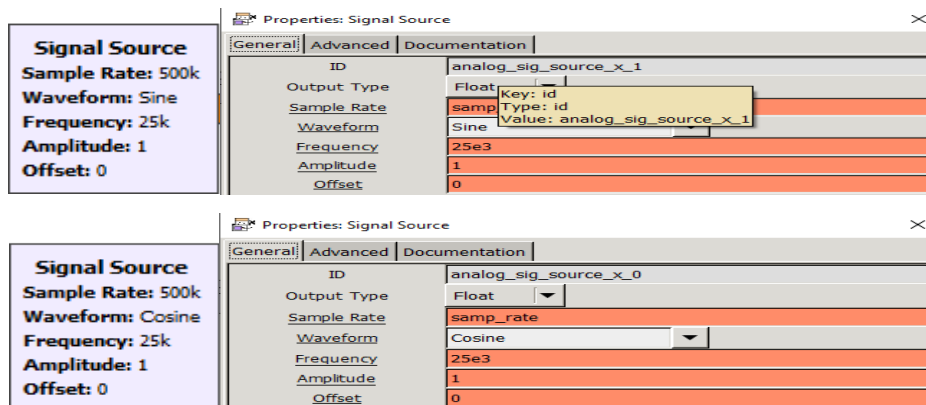 Properties: Signal Source
General Advanced Documentation
Signal Source
Sample Rate: 500k
Waveform: Sine
Frequency: 25k
Amplitude: 1
Offset: 0
ID analog_sig_source_x_1
Output Type Float
Key: id
Type: id
Value: analog_sig_source_x_1
Sample Rate samp
Waveform Sine
Frequency 25e3
Amplitude 1
Offset 0
Properties: Signal Source
General Advanced Documentation
Signal Source
Sample Rate: 500k
Waveform: Cosine
Frequency: 25k
Amplitude: 1
Offset: 0
ID analog_sig_source_x_0
Output Type Float
Sample Rate samp_rate
Waveform Cosine
Frequency 25e3
Amplitude 1
Offset 0